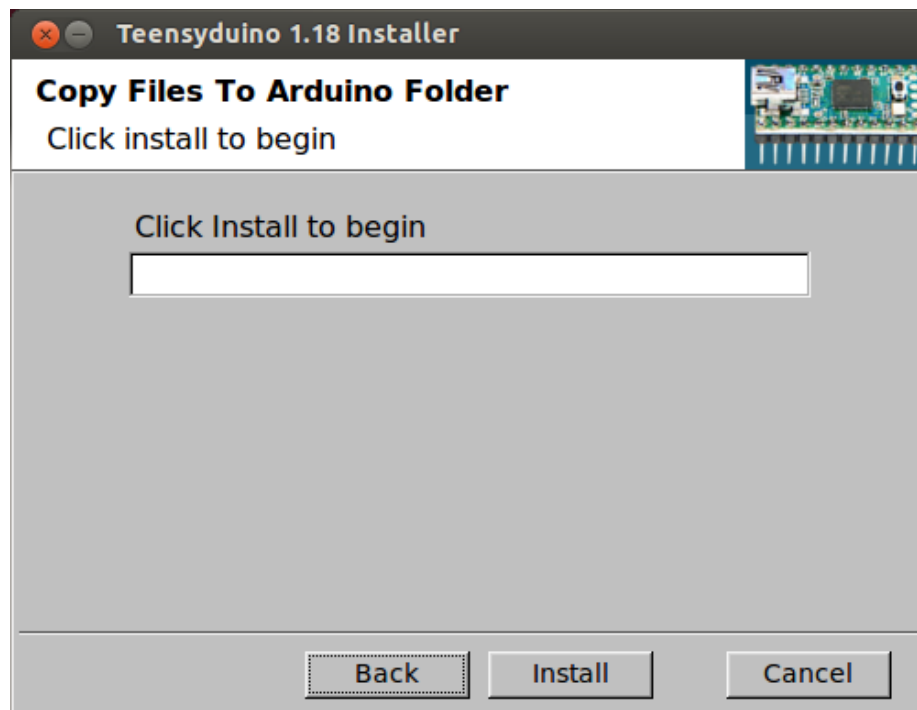 Teensyduino 1.18 Installer
Copy Files To Arduino Folder
Click install to begin
Click Install to begin
Back Install Cancel